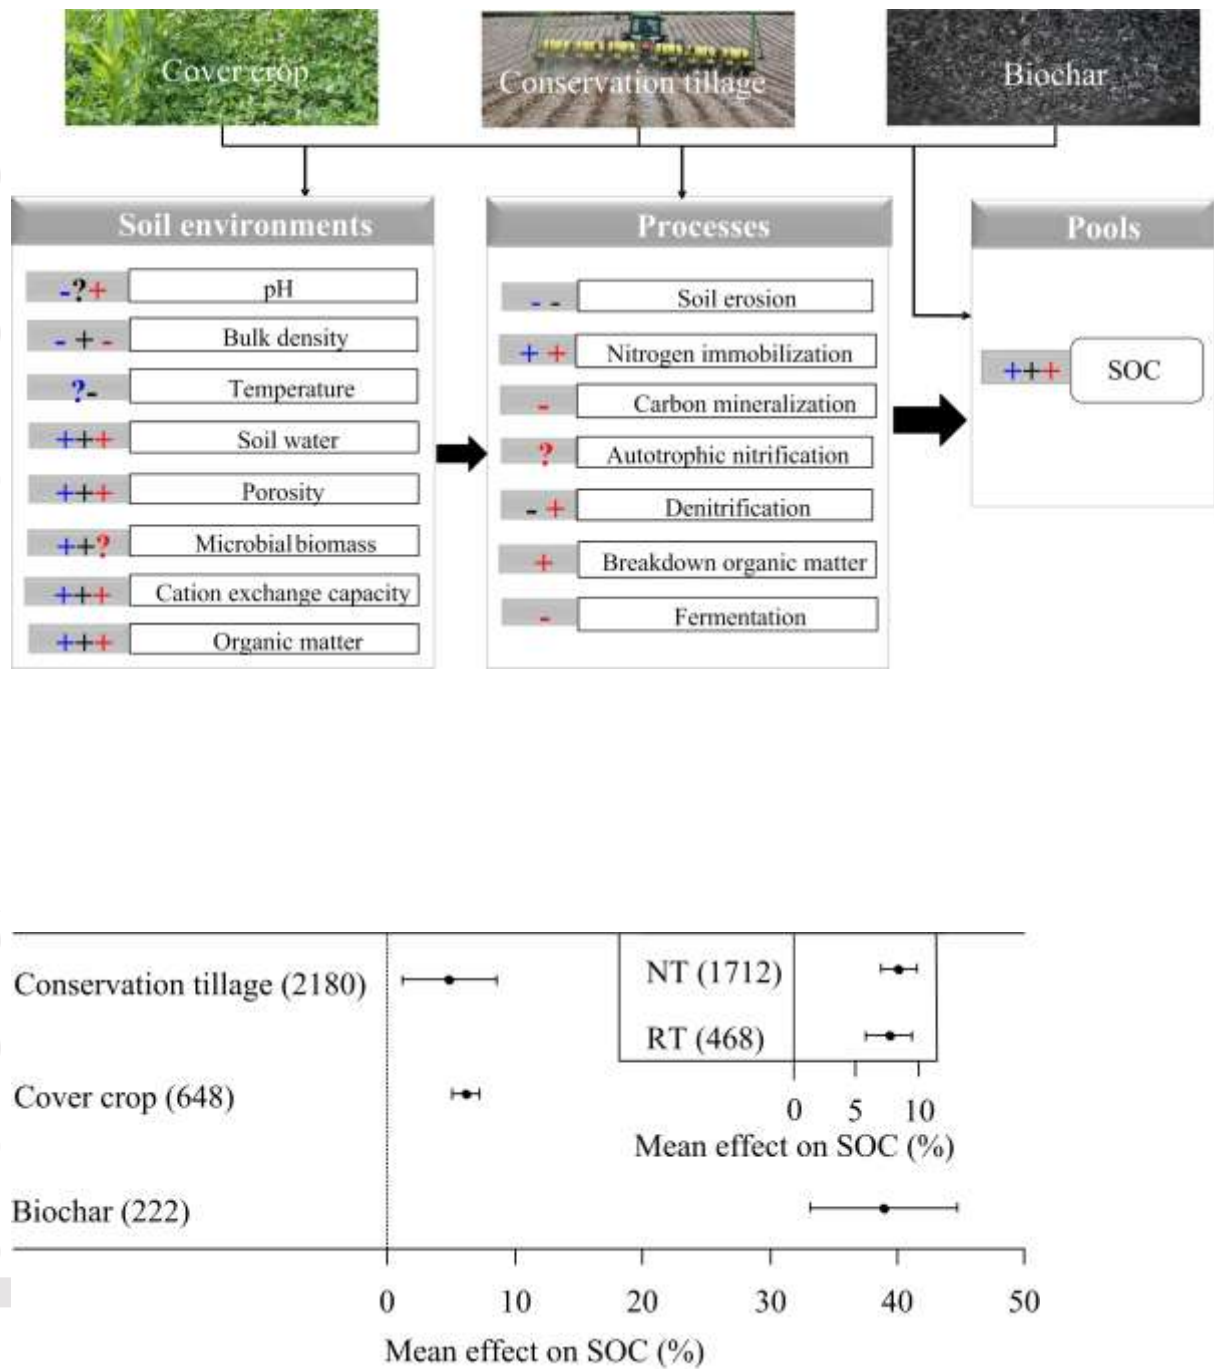 Cover crop
Conservation tillage
Biochar
Soil environments
-?+ pH
-+- Bulk density
?- Temperature
+++ Soil water
+++ Porosity
++? Microbial biomass
+++ Cation exchange capacity
+++ Organic matter
Processes
-- Soil erosion
++ Nitrogen immobilization
- Carbon mineralization
? Autotrophic nitrification
-+ Denitrification
+ Breakdown organic matter
- Fermentation
Pools
+++ SOC
Conservation tillage (2180)
Cover crop (648)
Biochar (222)
0 10 20 30 40 50
Mean effect on SOC (%)
NT (1712)
RT (468)
0 5 10
Mean effect on SOC (%)